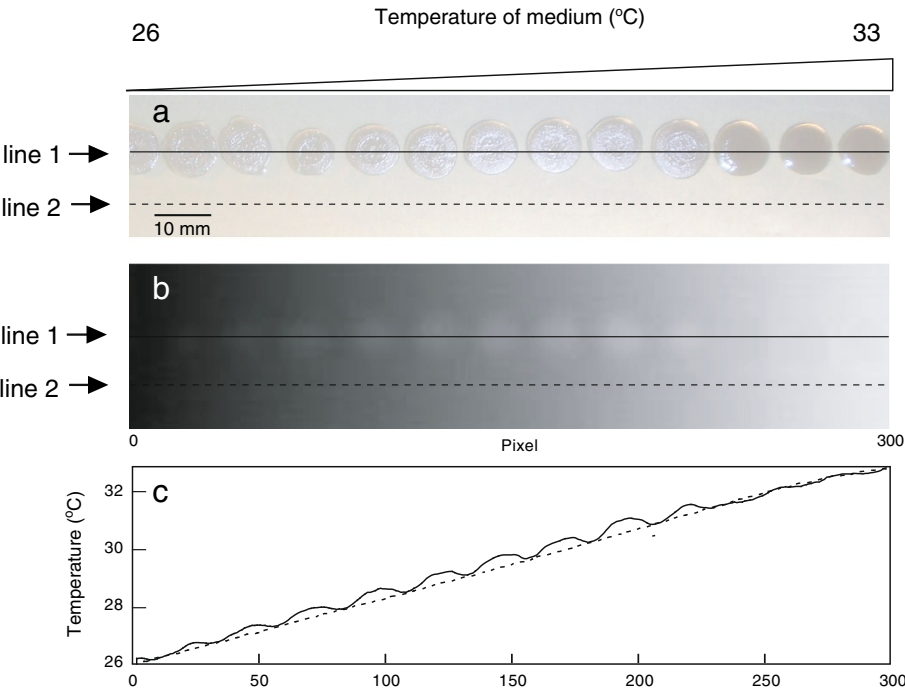 Temperature of medium (ºC)
26 33
a
line 1
line 2
10 mm
b
line 1
line 2
0 Pixel 300
c
Temperature (ºC)
32
30
28
26
0 50 100 150 200 250 300